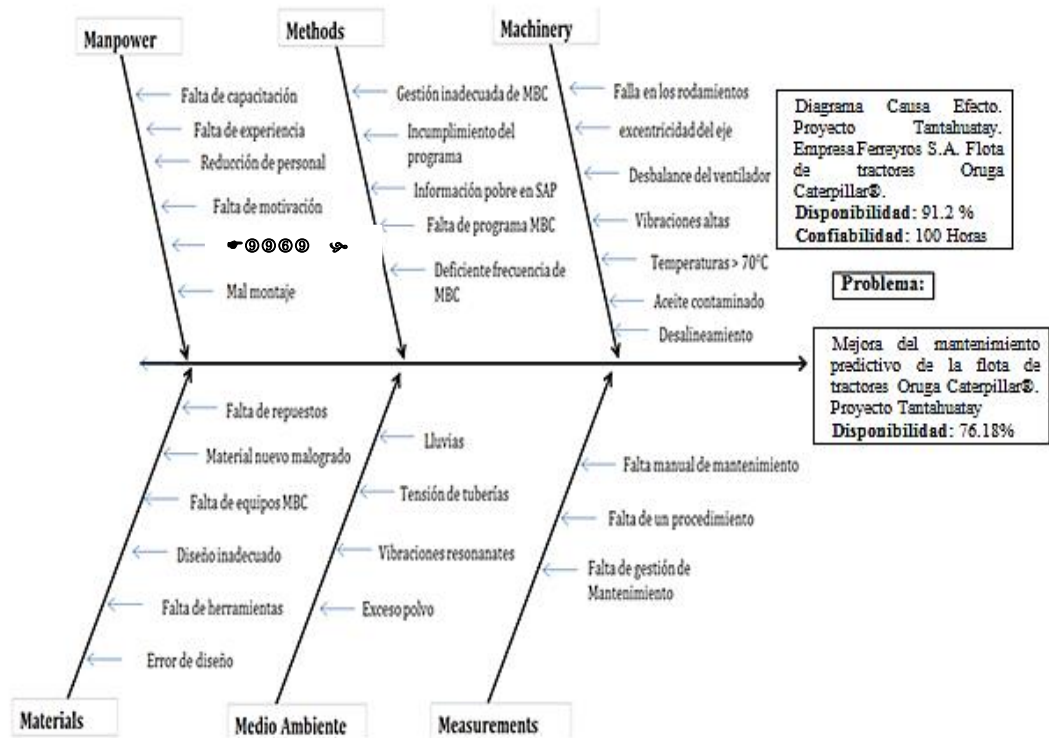 Manpower
Falta de capacitación
Falta de experiencia
Reducción de personal
Falta de motivación
☛⑨⑨⑥⑨
Mal montaje
Methods
Gestión inadecuada de MBC
Incumplimiento del
programa
Información pobre en SAP
Falta de programa MBC
Deficiente frecuencia de
MBC
Machinery
Falla en los rodamientos
excentricidad del eje
Desbalance del ventilador
Vibraciones altas
Temperaturas > 70°C
Aceite contaminado
Desalineamiento
Diagrama Causa Efecto.
Proyecto Tantahuatay.
Empresa Ferreyros S.A. Flota
de tractores Oruga
Caterpillar®.
Disponibilidad: 91.2 %
Confiabilidad: 100 Horas
Problema:
Mejora del mantenimiento
predictivo de la flota de
tractores Oruga Caterpillar®.
Proyecto Tantahuatay
Disponibilidad: 76.18%
Falta de repuestos
Material nuevo malogrado
Falta de equipos MBC
Diseño inadecuado
Falta de herramientas
Error de diseño
Materials
Lluvias
Tensión de tuberías
Vibraciones resonanates
Exceso polvo
Medio Ambiente
Falta manual de mantenimiento
Falta de un procedimiento
Falta de gestión de
Mantenimiento
Measurements